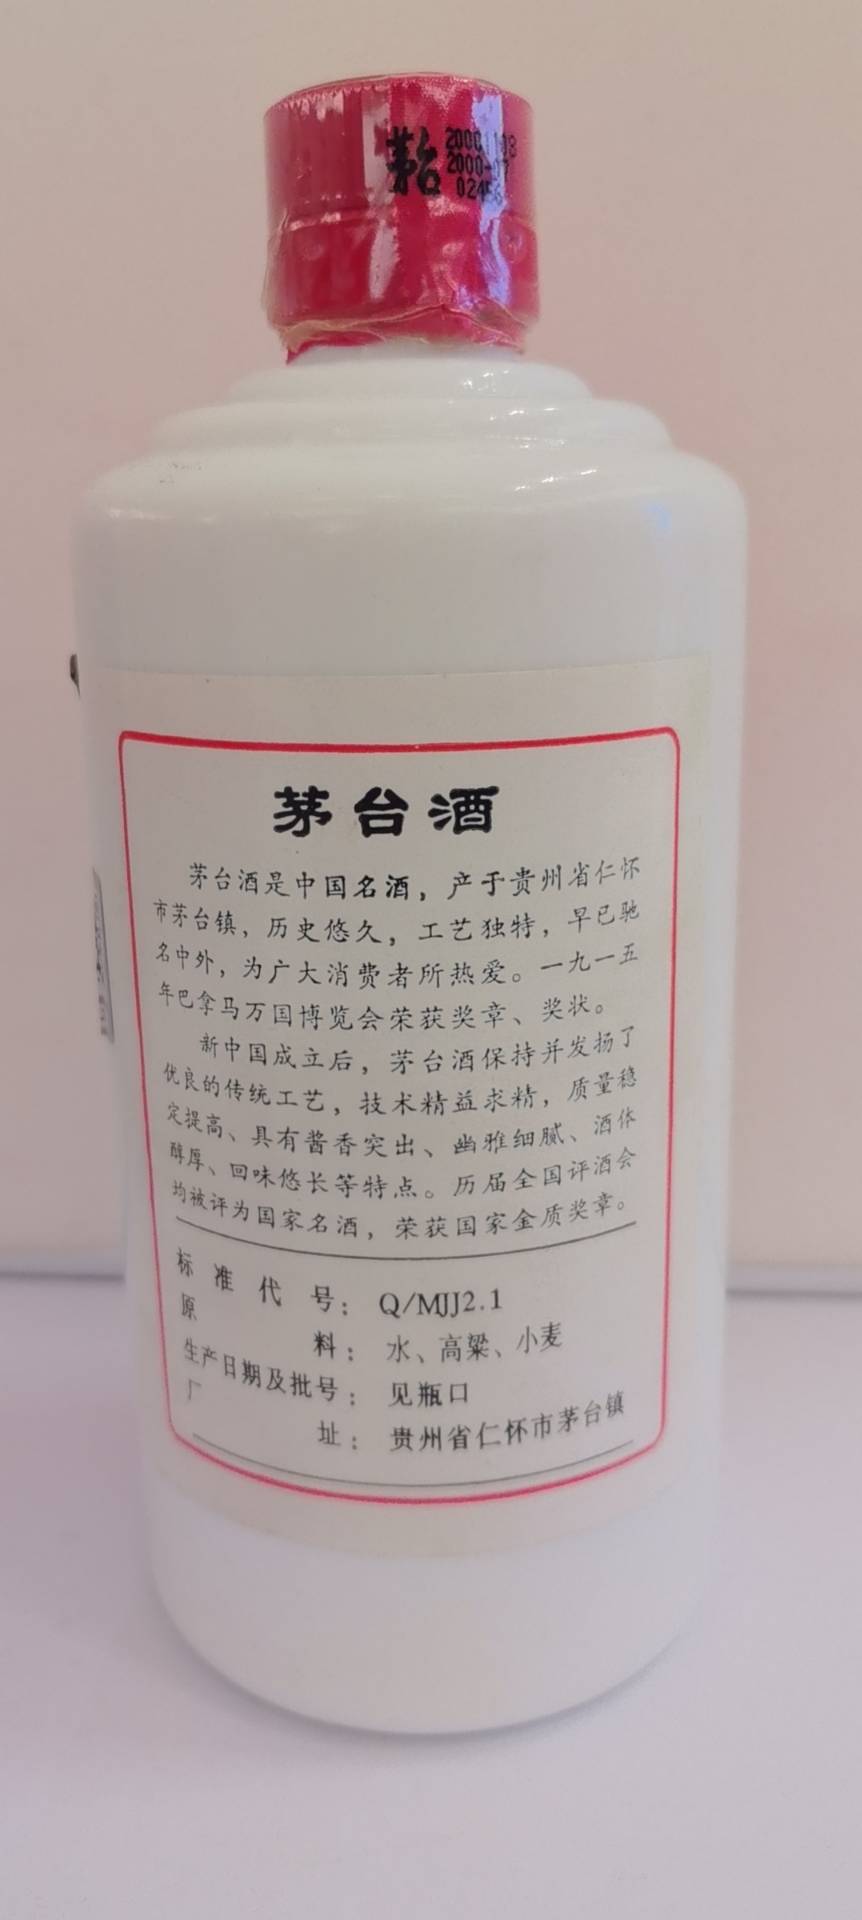 茅台
2000-07
茅台酒
茅台酒是中国名酒，产于贵州省仁怀
市茅台镇，历史悠久，工艺独特，早已驰
名中外，为广大消费者所热爱。一九一五
年巴拿马万国博览会荣获奖章、奖状。
新中国成立后，茅台酒保持并发扬了
优良的传统工艺，技术精益求精，质量稳
定提高、具有酱香突出、幽雅细腻、酒体
醇厚、回味悠长等特点。历届全国评酒会
均被评为国家名酒，荣获国家金质奖章。
标准代号：Q/MJJ2.1
原料：水、高粱、小麦
生产日期及批号：见瓶口
厂址：贵州省仁怀市茅台镇